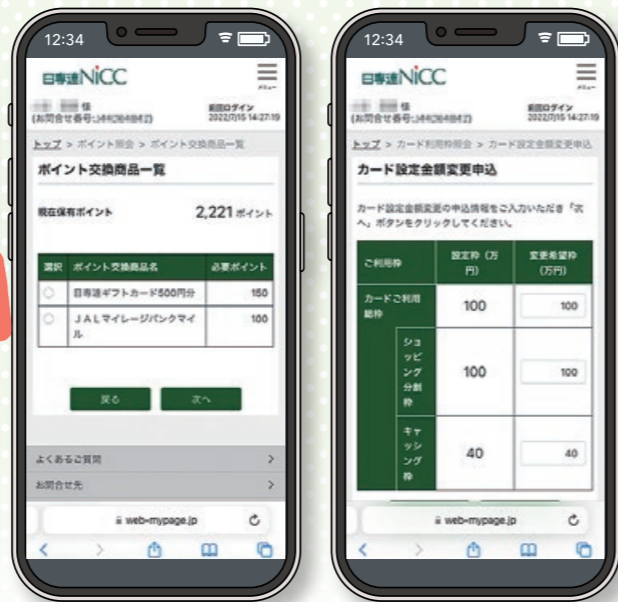 12:34
日専連NiCC
メニュー
様
前回ログイン
2022/7/15 14:27:19
トップ > ポイント照会 > ポイント交換商品一覧
ポイント交換商品一覧
現在保有ポイント 2,221 ポイント
選択 ポイント交換商品名 必要ポイント
日専連ギフトカード500円分 150
JALマイレージバンクマイ 100
ル
戻る 次へ
よくあるご質問 >
お問合せ先 >
web-mypage.jp
12:34
日専連NiCC
メニュー
様
前回ログイン
2022/7/15 14:27:19
トップ > カード利用枠照会 > カード設定金額変更申込
カード設定金額変更申込
カード設定金額変更の申込情報をご入力いただき「次
へ」ボタンをクリックしてください。
ご利用枠 設定枠(万 変更希望枠
円) (万円)
カードご利用 100 100
総枠
ショ
ッピ
ング 100 100
分割
枠
キャ
ッシ 40 40
ング
枠
web-mypage.jp